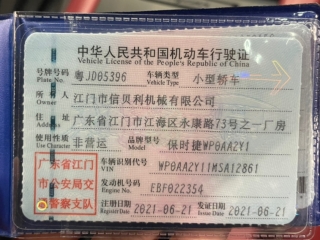 中华人民共和国机动车行驶证
Vehicle License of the People's Republic of China
号牌号码 Plate No. 粤JD05396 车辆类型 Vehicle Type 小型轿车
所有人 Owner 江门市信贝利机械有限公司
住址 Address 广东省江门市江海区永康路73号之一厂房
使用性质 Use Character 非营运 品牌型号 Model 保时捷WP0AA2Y1
广东省江门市公安局交警察支队
车辆识别代号 VIN WP0AA2Y11MSA12861
发动机号码 Engine No. EBF022354
注册日期 Register Date 2021-06-21 发证日期 Issue Date 2021-06-21